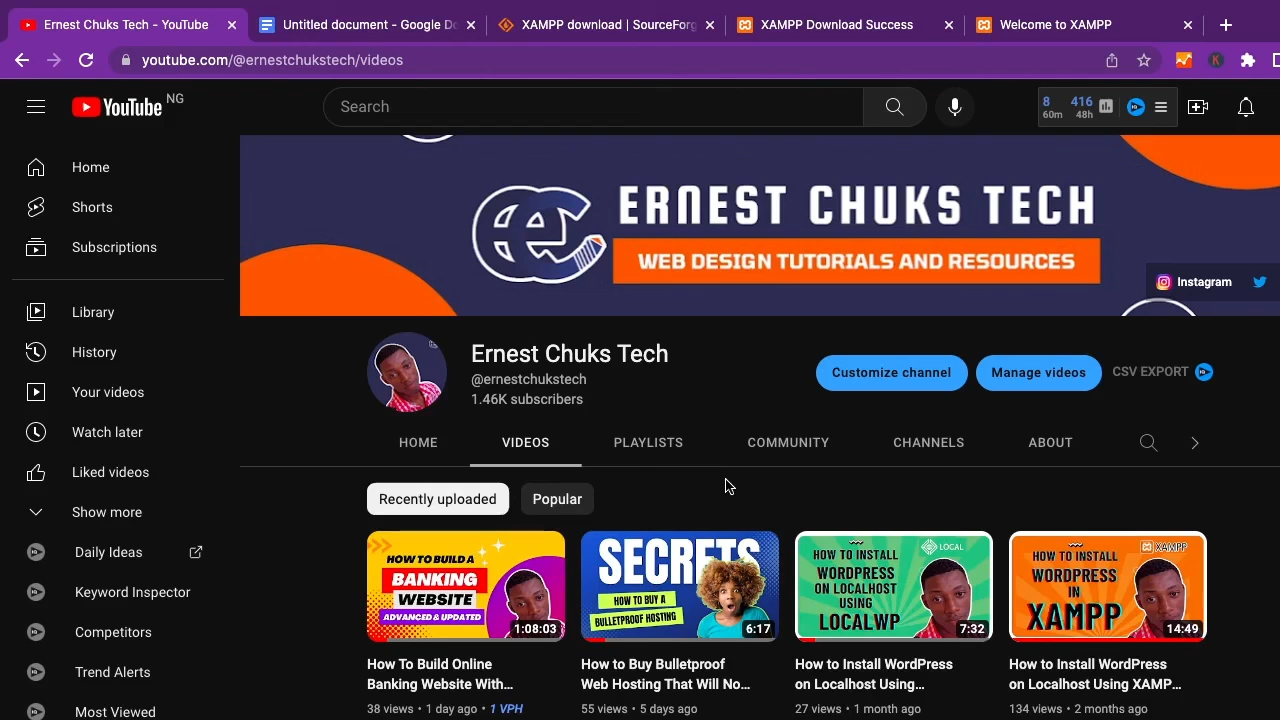 Ernest Chuks Tech - YouTube
Untitled document - Google De
XAMPP download | SourceForg
XAMPP Download Success
Welcome to XAMPP
youtube.com/@ernestchukstech/videos
K
YouTube NG
Search
8 416
60m 48h
Home
Shorts
Subscriptions
Library
History
Your videos
Watch later
Liked videos
Show more
Daily Ideas
Keyword Inspector
Competitors
Trend Alerts
Most Viewed
ERNEST CHUKS TECH
WEB DESIGN TUTORIALS AND RESOURCES
Instagram
Ernest Chuks Tech
@ernestchukstech
1.46K subscribers
Customize channel
Manage videos
CSV EXPORT
HOME
VIDEOS
PLAYLISTS
COMMUNITY
CHANNELS
ABOUT
Recently uploaded
Popular
HOW TO BUILD A
BANKING
WEBSITE
ADVANCED & UPDATED
1:08:03
How To Build Online
Banking Website With...
38 views • 1 day ago • 1 VPH
SECRETS
HOW TO BUY A
BULLETPROOF HOSTING
6:17
How to Buy Bulletproof
Web Hosting That Will No...
55 views • 5 days ago
LOCAL
HOW TO INSTALL
WORDPRESS
ON LOCALHOST
USING
LOCALWP
7:32
How to Install WordPress
on Localhost Using...
27 views • 1 month ago
XAMPP
HOW TO INSTALL
WORDPRESS
IN
XAMPP
14:49
How to Install WordPress
on Localhost Using XAMP...
134 views • 2 months ago